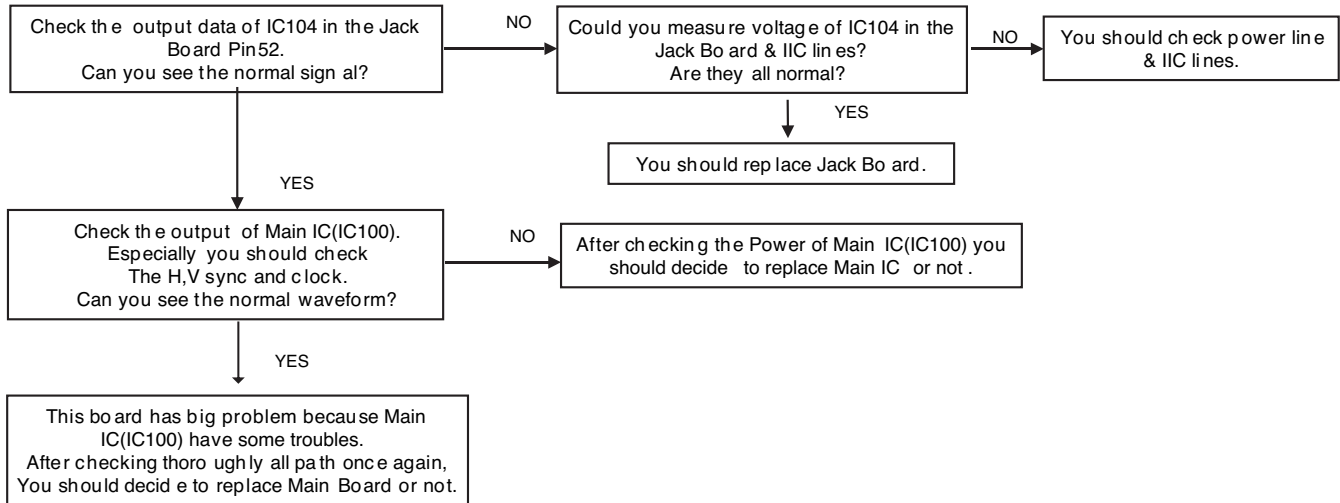 Check the output data of IC104 in the Jack
Board Pin52.
Can you see the normal signal?
NO
Could you measure voltage of IC104 in the
Jack Board & IIC lines?
Are they all normal?
NO
You should check power line
& IIC lines.
YES
You should replace Jack Board.
YES
Check the output of Main IC(IC100).
Especially you should check
The H,V sync and clock.
Can you see the normal waveform?
NO
After checking the Power of Main IC(IC100) you
should decide to replace Main IC or not .
YES
This board has big problem because Main
IC(IC100) have some troubles.
After checking thoroughly all path once again,
You should decide to replace Main Board or not.